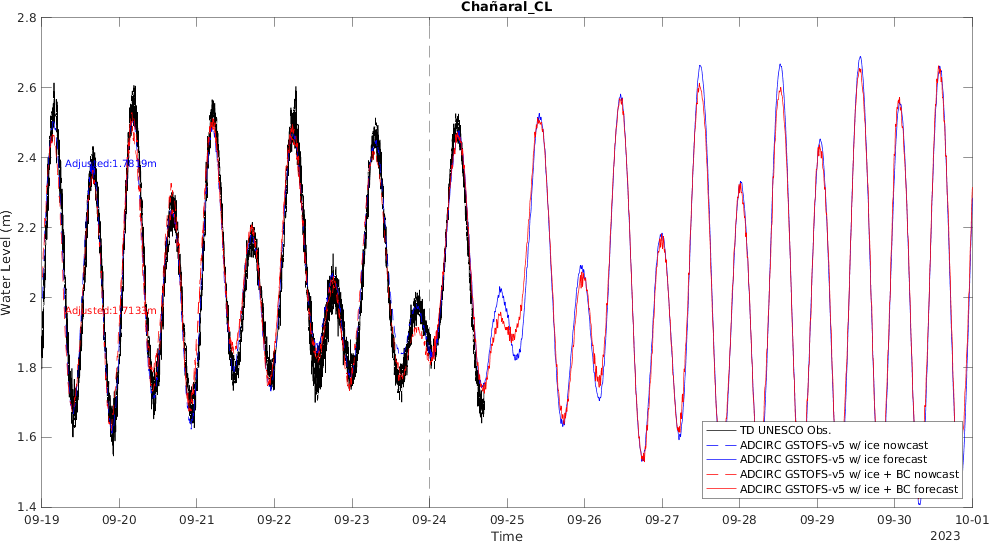 Chañaral_CL
2.8
2.6
2.4
2.2
2
1.8
1.6
1.4
Water Level (m)
Adjusted:1.7819m
Adjusted:1.7133m
TD UNESCO Obs.
ADCIRC GSTOFS-v5 w/ ice nowcast
ADCIRC GSTOFS-v5 w/ ice forecast
ADCIRC GSTOFS-v5 w/ ice + BC nowcast
ADCIRC GSTOFS-v5 w/ ice + BC forecast
09-19 09-20 09-21 09-22 09-23 09-24 09-25 09-26 09-27 09-28 09-29 09-30 10-01
Time
2023